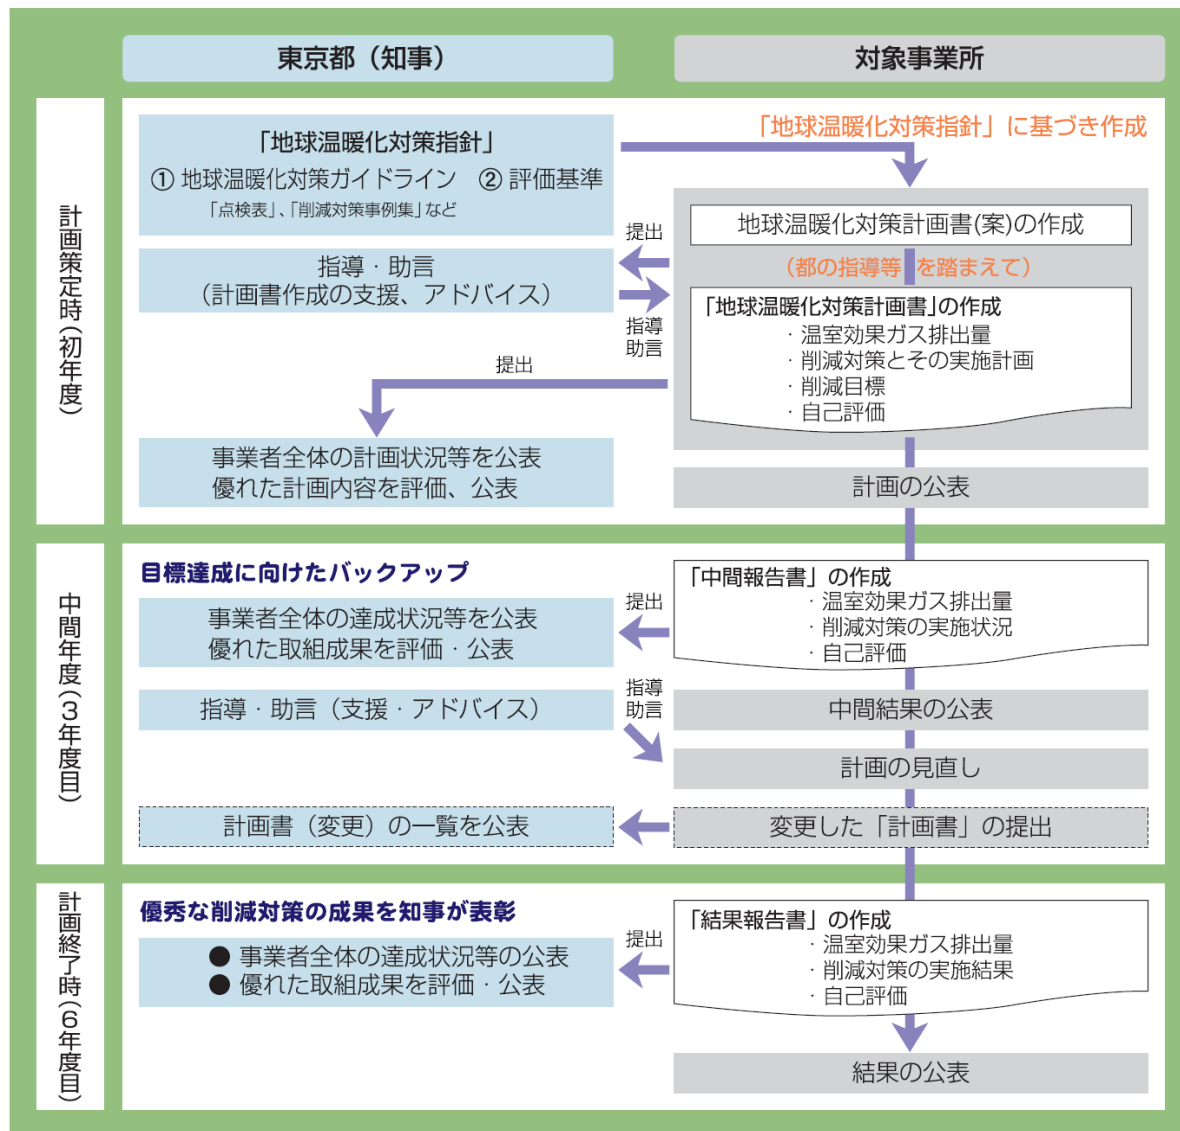 東京都（知事）
対象事業所
計画策定時(初年度)
「地球温暖化対策指針」
① 地球温暖化対策ガイドライン　② 評価基準
「点検表」、「削減対策事例集」など
「地球温暖化対策指針」に基づき作成
地球温暖化対策計画書(案)の作成
提出
（都の指導等　を踏まえて）
指導・助言
（計画書作成の支援、アドバイス）
指導
助言
「地球温暖化対策計画書」の作成
・温室効果ガス排出量
・削減対策とその実施計画
・削減目標
・自己評価
提出
事業者全体の計画状況等を公表
優れた計画内容を評価、公表
計画の公表
中間年度(3年度目)
目標達成に向けたバックアップ
「中間報告書」の作成
・温室効果ガス排出量
・削減対策の実施状況
・自己評価
提出
事業者全体の達成状況等を公表
優れた取組成果を評価・公表
指導・助言（支援・アドバイス）
指導
助言
中間結果の公表
計画の見直し
計画書（変更）の一覧を公表
変更した「計画書」の提出
計画終了時(6年度目)
優秀な削減対策の成果を知事が表彰
「結果報告書」の作成
・温室効果ガス排出量
・削減対策の実施結果
・自己評価
提出
● 事業者全体の達成状況等の公表
● 優れた取組成果を評価・公表
結果の公表